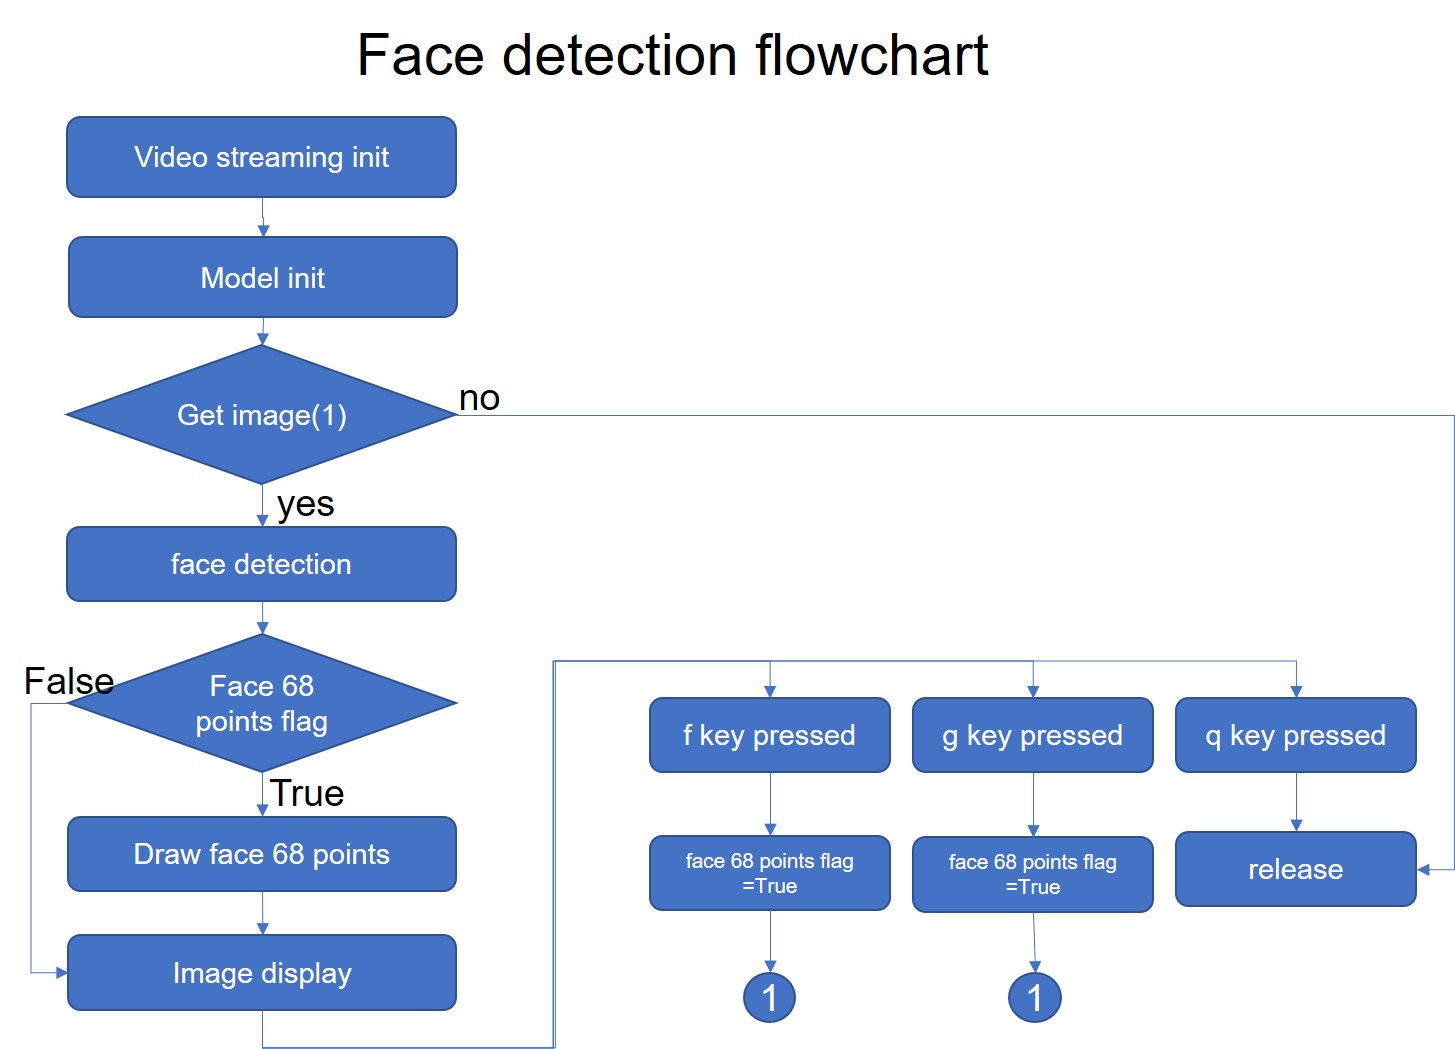 Face detection flowchart
Video streaming init
Model init
Get image(1)
no
yes
face detection
False
Face 68
points flag
True
Draw face 68 points
Image display
f key pressed
g key pressed
q key pressed
face 68 points flag
=True
face 68 points flag
=True
release
1
1